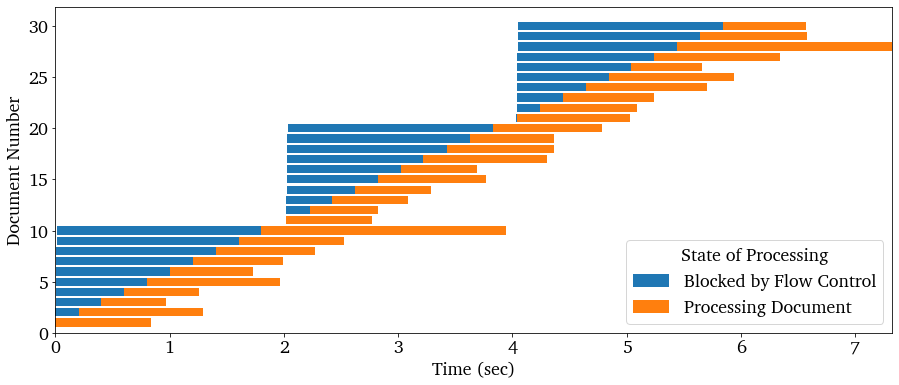 30
25
20
15
10
5
0
Document Number
0 1 2 3 4 5 6 7
Time (sec)
State of Processing
Blocked by Flow Control
Processing Document